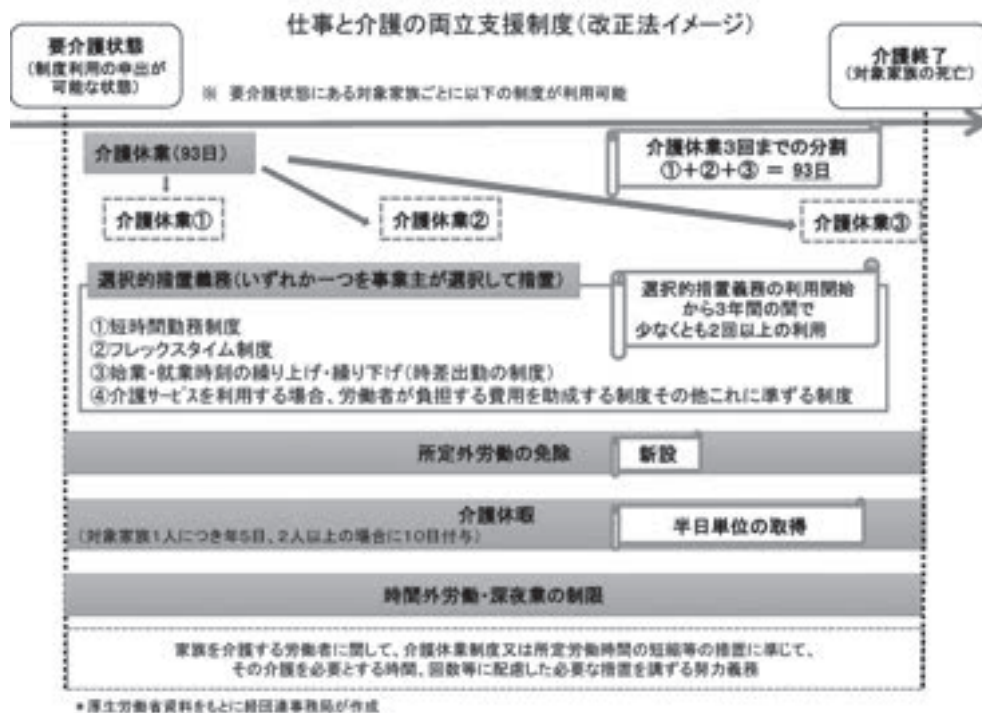 仕事と介護の両立支援制度(改正法イメージ)
要介護状態
(制度利用の申出が
可能な状態)
介護終了
(対象家族の死亡)
※ 要介護状態にある対象家族ごとに以下の制度が利用可能
介護休業(93日)
介護休業3回までの分割
①+②+③ = 93日
介護休業①
介護休業②
介護休業③
選択的措置義務(いずれか一つを事業主が選択して措置)
選択的措置義務の利用開始
から3年間の間で
少なくとも2回以上の利用
①短時間勤務制度
②フレックスタイム制度
③始業・就業時刻の繰り上げ・繰り下げ(時差出勤の制度)
④介護サービスを利用する場合、労働者が負担する費用を助成する制度その他これに準ずる制度
所定外労働の免除
新設
介護休暇
(対象家族1人につき年5日、2人以上の場合に10日付与)
半日単位の取得
時間外労働・深夜業の制限
家族を介護する労働者に関して、介護休業制度又は所定労働時間の短縮等の措置に準じて、
その介護を必要とする時間、回数等に配慮した必要な措置を講ずる努力義務
*厚生労働省資料をもとに経団連事務局が作成